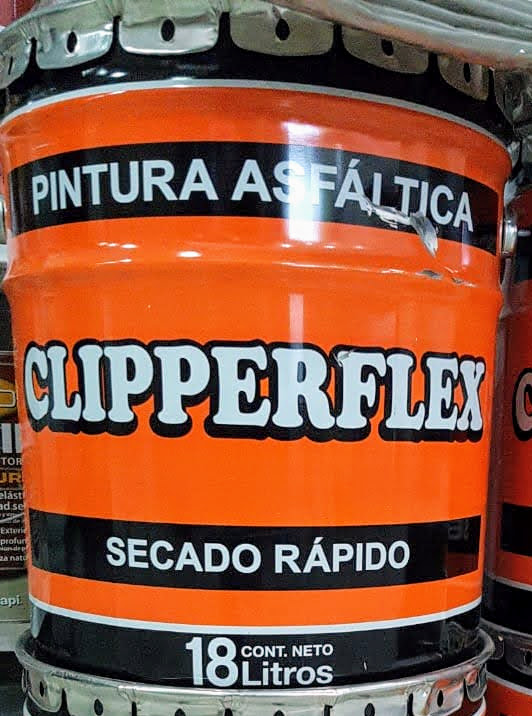 PINTURA ASFÁLTICA
CLIPPERFLEX
SECADO RÁPIDO
18 CONT. NETO
Litros